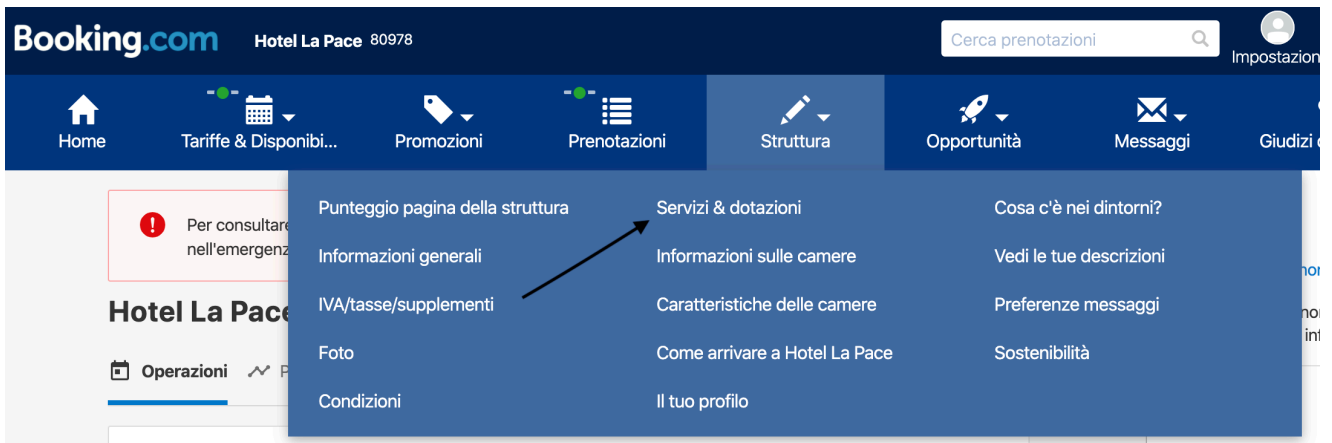 Booking.com Hotel La Pace 80978 Cerca prenotazioni
Impostazion
Home Tariffe & Disponibi... Promozioni Prenotazioni Struttura Opportunità Messaggi Giudizi
Punteggio pagina della struttura Servizi & dotazioni Cosa c'è nei dintorni?
Per consultare
nell'emergenz
Informazioni generali Informazioni sulle camere Vedi le tue descrizioni
IVA/tasse/supplementi Caratteristiche delle camere Preferenze messaggi
Hotel La Pace
Foto Come arrivare a Hotel La Pace Sostenibilità
Operazioni P
Condizioni Il tuo profilo